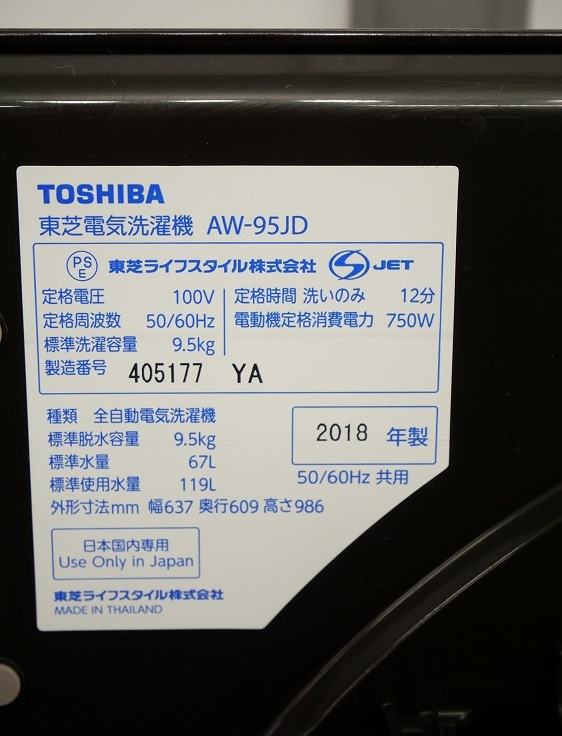 TOSHIBA
東芝電気洗濯機 AW-95JD
PSE 東芝ライフスタイル株式会社 S JET
定格電圧 100V 定格時間 洗いのみ 12分
定格周波数 50/60Hz 電動機定格消費電力 750W
標準洗濯容量 9.5kg
製造番号 405177 YA
種類 全自動電気洗濯機
標準脱水容量 9.5kg
2018 年製
標準水量 67L
50/60Hz 共用
標準使用水量 119L
外形寸法mm 幅637 奥行609 高さ986
日本国内専用
Use Only in Japan
東芝ライフスタイル株式会社
MADE IN THAILAND